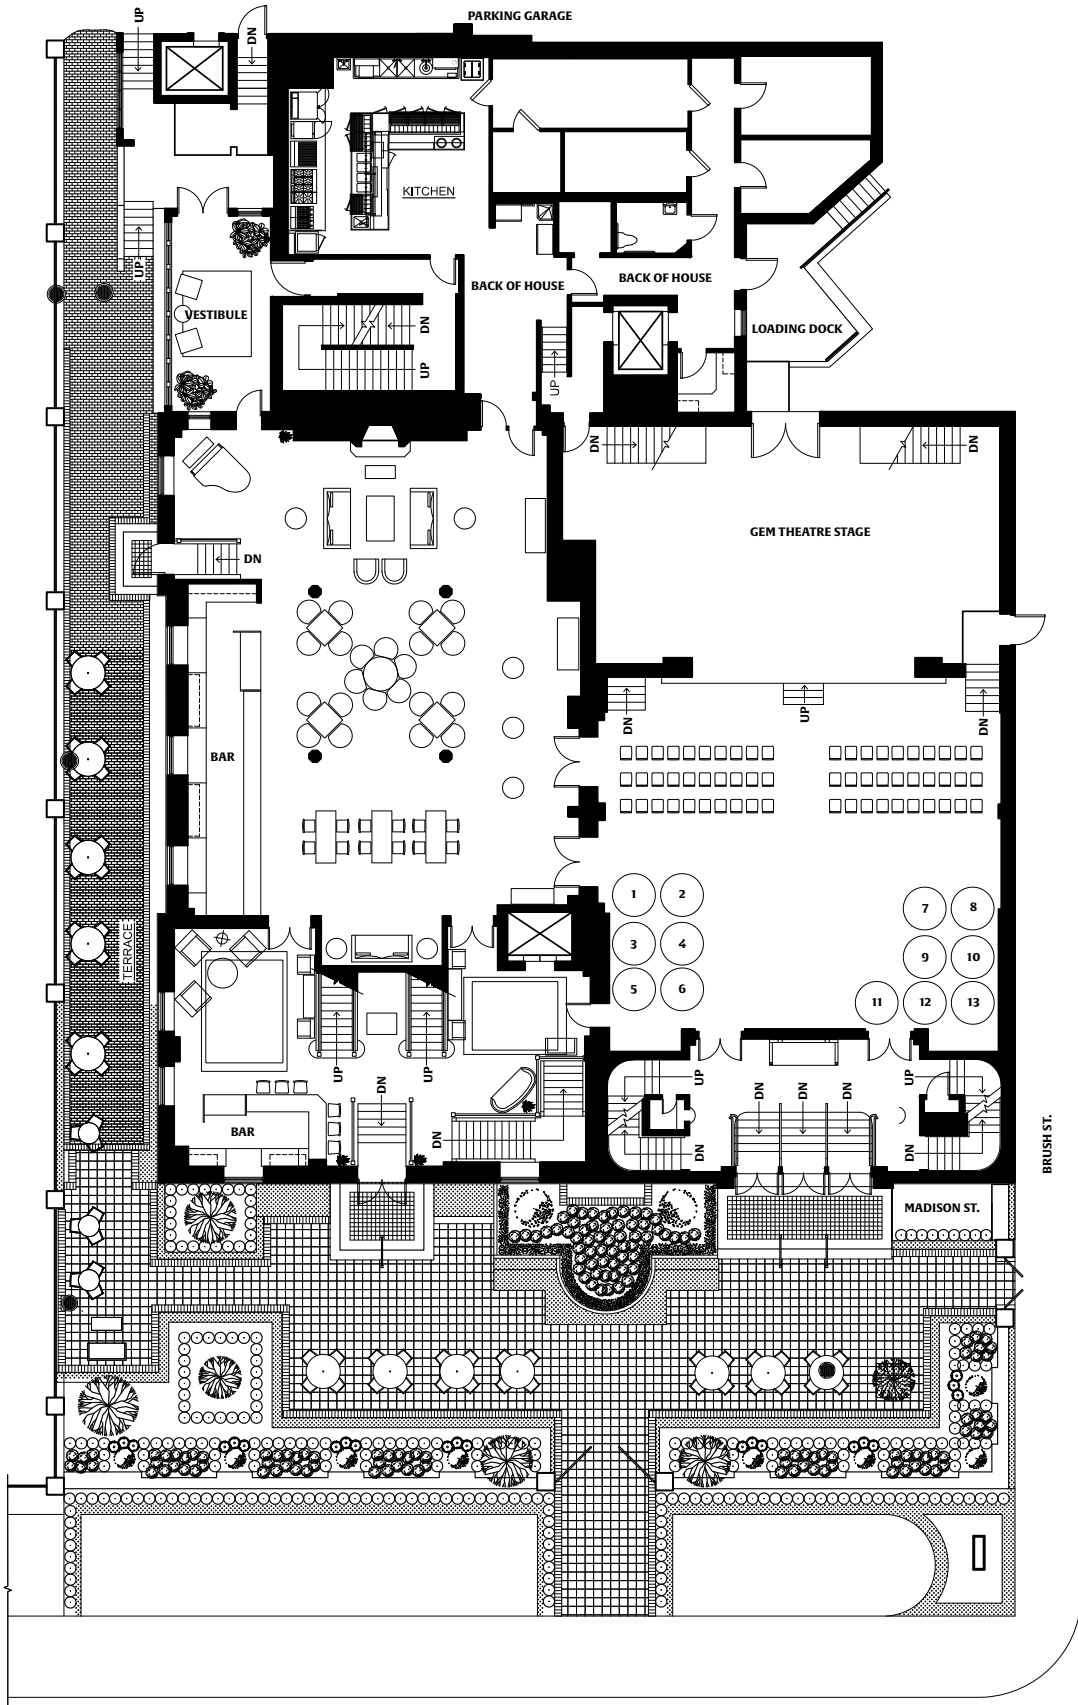 PARKING GARAGE
UP
DN
KITCHEN
UP
VESTIBULE
BACK OF HOUSE
BACK OF HOUSE
LOADING DOCK
DN
UP
UP
DN
DN
GEM THEATRE STAGE
DN
DN
UP
DN
BAR
1
2
7
8
3
4
9
10
5
6
11
12
13
TERRACE
UP
UP
DN
DN
BAR
UP
DN
DN
DN
UP
DN
DN
BRUSH ST.
MADISON ST.